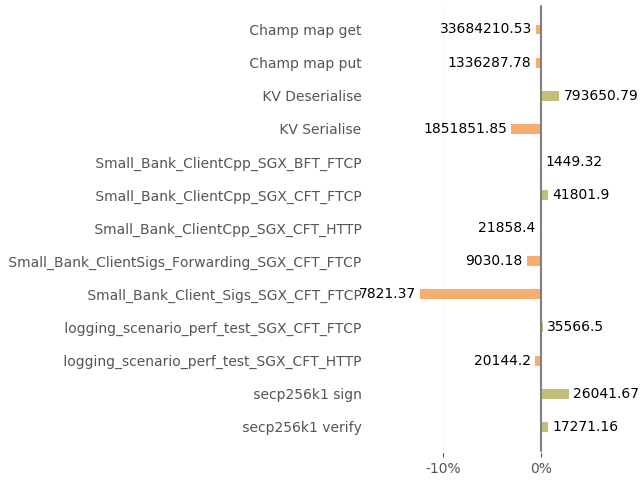 Champ map get 33684210.53
Champ map put 1336287.78
KV Deserialise 793650.79
KV Serialise 1851851.85
Small_Bank_ClientCpp_SGX_BFT_FTCP 1449.32
Small_Bank_ClientCpp_SGX_CFT_FTCP 41801.9
Small_Bank_ClientCpp_SGX_CFT_HTTP 21858.4
Small_Bank_ClientSigs_Forwarding_SGX_CFT_FTCP 9030.18
Small_Bank_Client_Sigs_SGX_CFT_FTCP 7821.37
logging_scenario_perf_test_SGX_CFT_FTCP 35566.5
logging_scenario_perf_test_SGX_CFT_HTTP 20144.2
secp256k1 sign 26041.67
secp256k1 verify 17271.16
-10% 0%